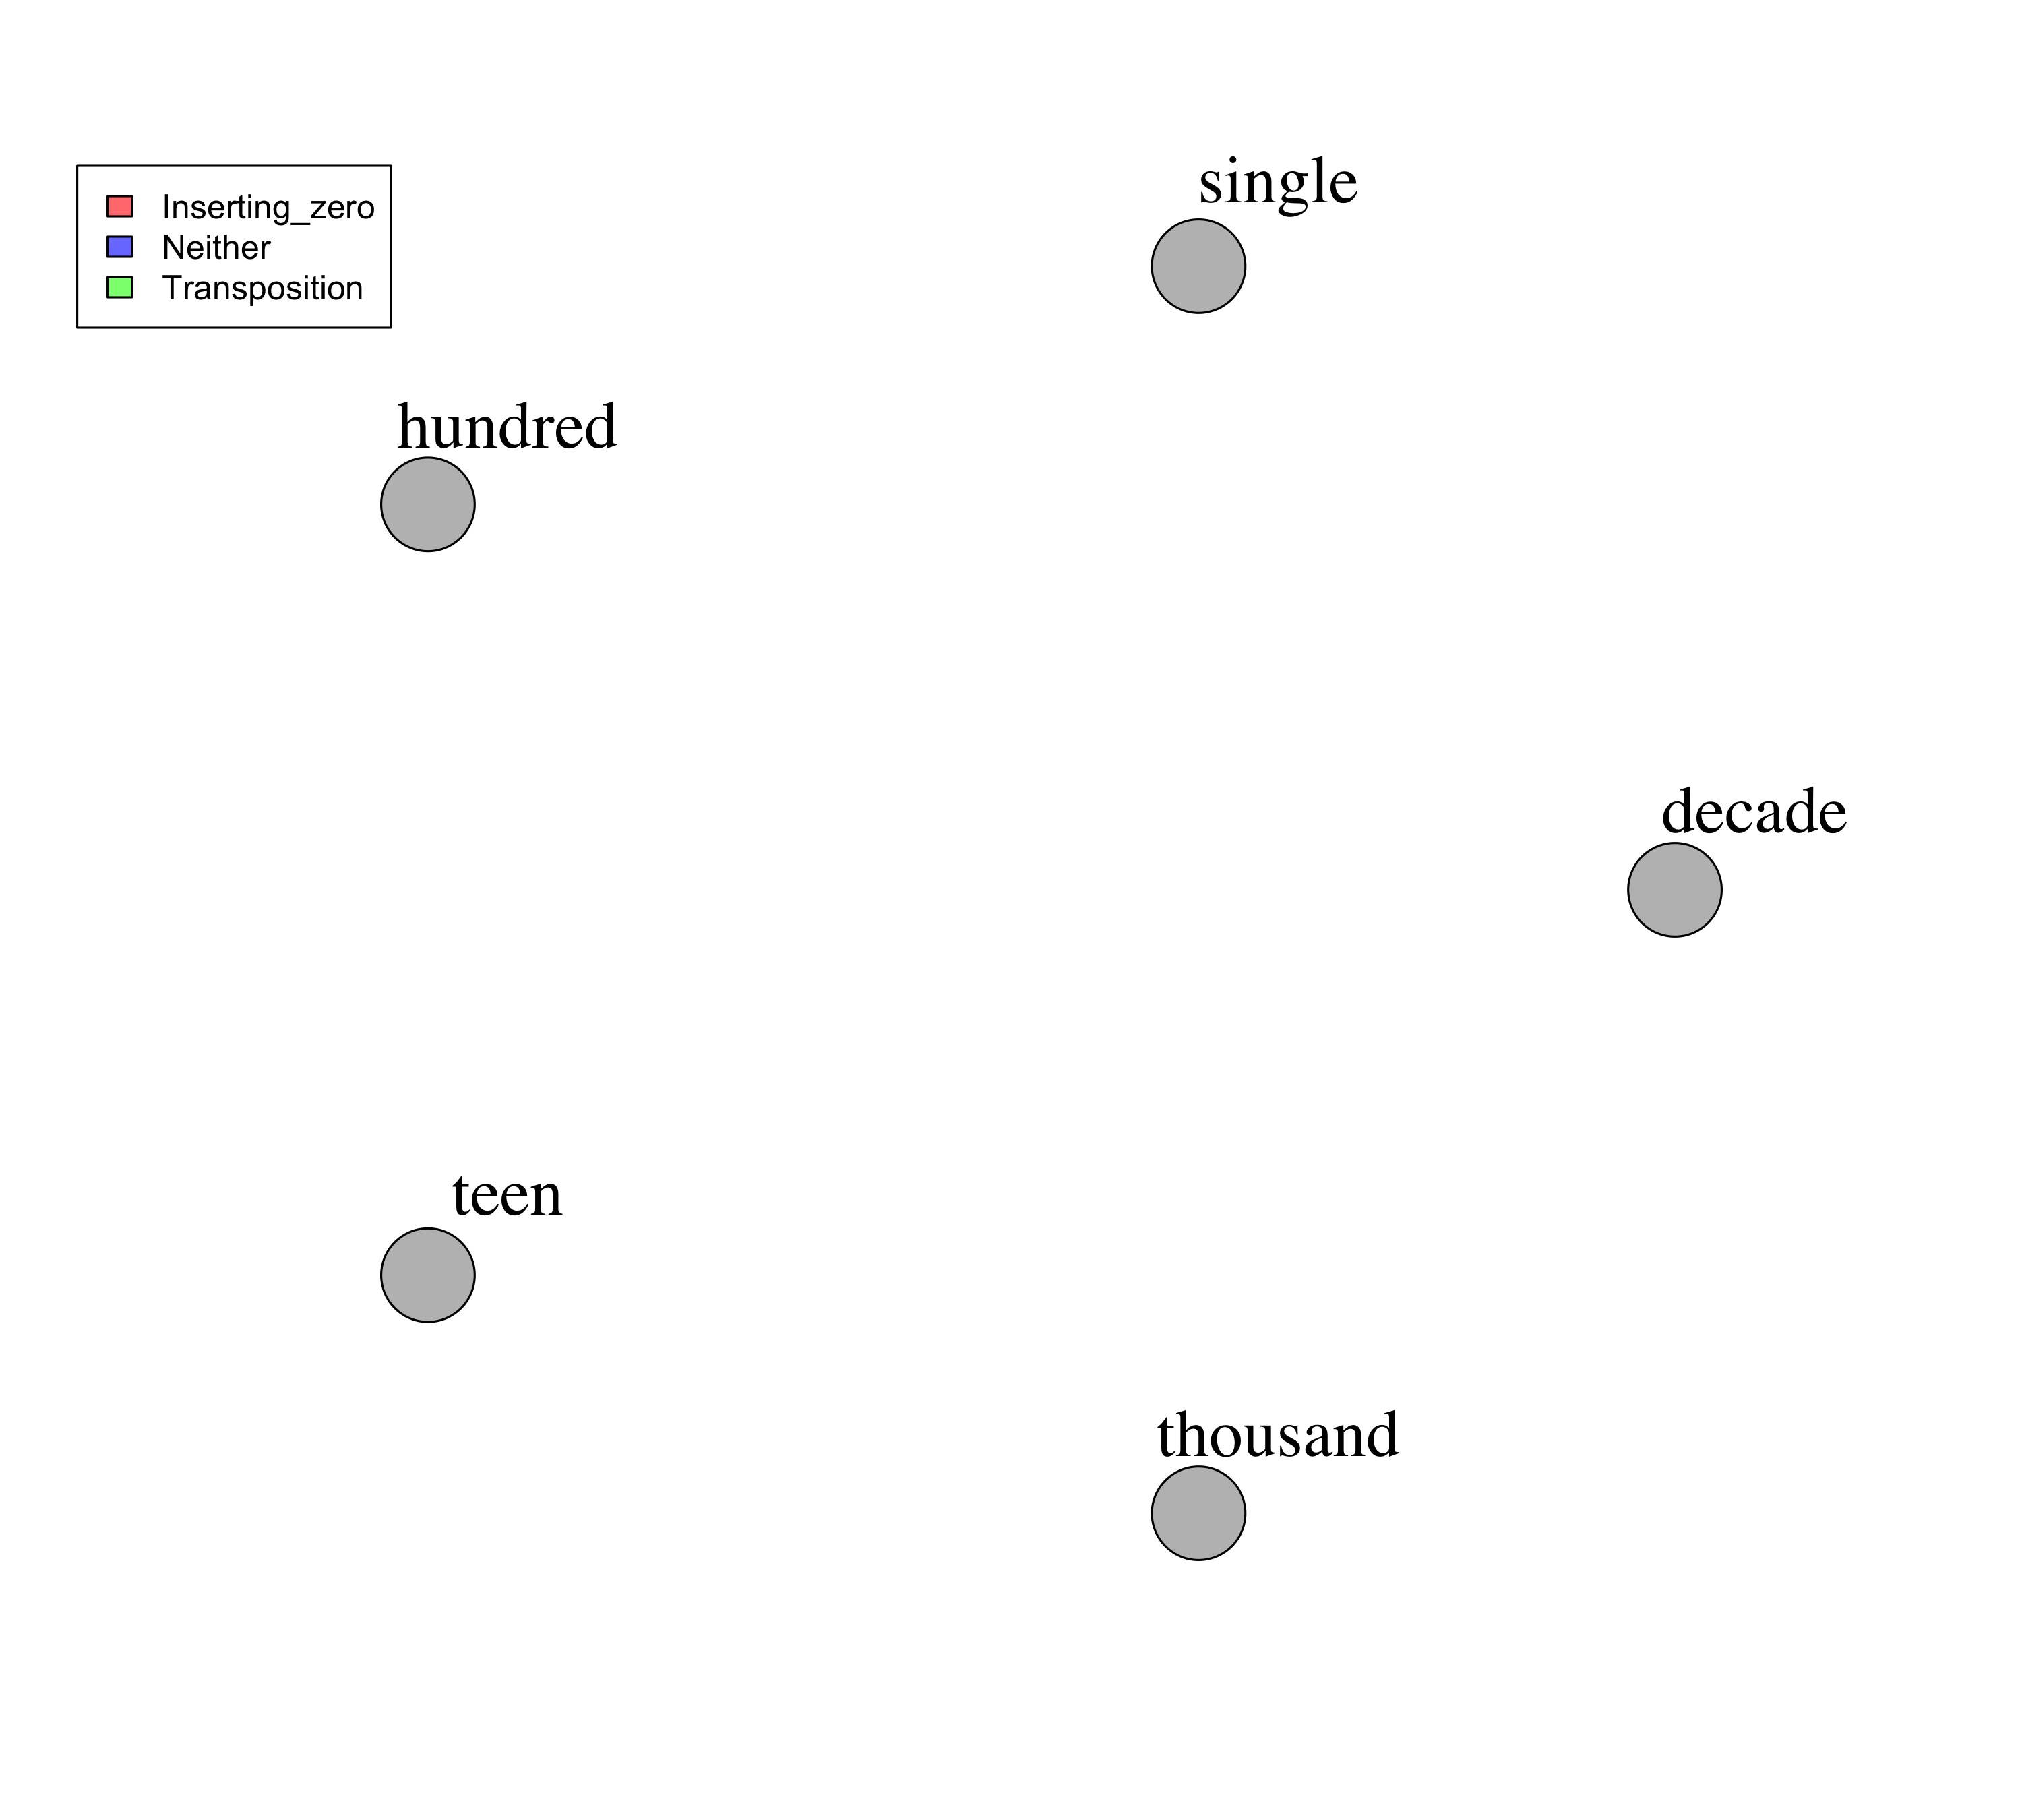 single
Inserting_zero
Neither
Transposition
hundred
decade
teen
thousand